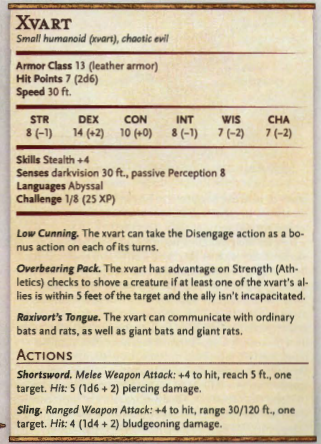 XVART
Small humanoid (xvart), chaotic evil
Armor Class 13 (leather armor)
Hit Points 7 (2d6)
Speed 30 ft.
STR DEX CON INT WIS CHA
8 (–1) 14 (+2) 10 (+0) 8 (–1) 7 (–2) 7 (–2)
Skills Stealth +4
Senses darkvision 30 ft., passive Perception 8
Languages Abyssal
Challenge 1/8 (25 XP)
Low Cunning. The xvart can take the Disengage action as a bo-
nus action on each of its turns.
Overbearing Pack. The xvart has advantage on Strength (Ath-
letics) checks to shove a creature if at least one of the xvart's al-
lies is within 5 feet of the target and the ally isn't incapacitated.
Raxivort's Tongue. The xvart can communicate with ordinary
bats and rats, as well as giant bats and giant rats.
ACTIONS
Shortsword. Melee Weapon Attack: +4 to hit, reach 5 ft., one
target. Hit: 5 (1d6 + 2) piercing damage.
Sling. Ranged Weapon Attack: +4 to hit, range 30/120 ft., one
target. Hit: 4 (1d4 + 2) bludgeoning damage.